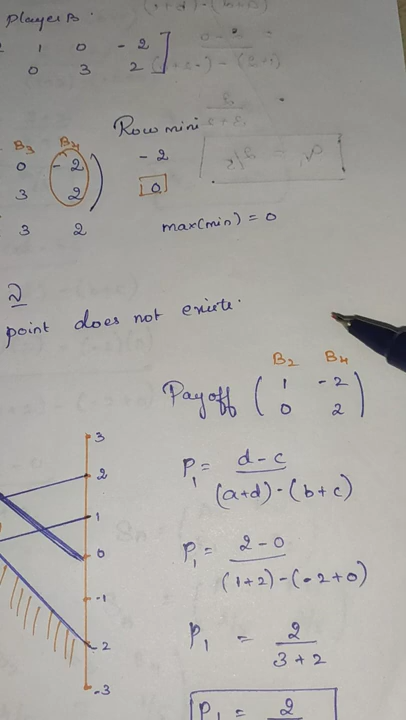 Player B.
1 0 -2 ]
0 3 2
Row mini
B3 B4
0 -2 ) -2
3 2 0
3 2 max(min) = 0
2
point does not exists.
B2 B4
Payoff ( 1 -2 )
0 2
3
2
1
0
-1
-2
-3
P1 = d-c
(a+d)-(b+c)
P1 = 2-0
(1+2)-(-2+0)
P1 = 2
3+2
P1 = 2